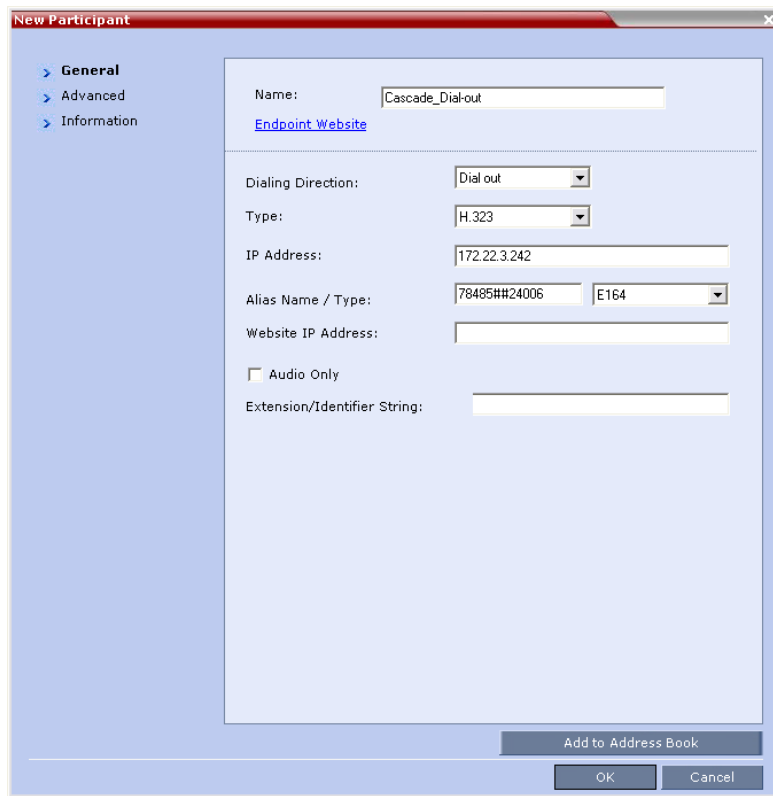 New Participant
General
Advanced
Information
Name: Cascade_Dial-out
Endpoint Website
Dialing Direction: Dial out
Type: H.323
IP Address: 172.22.3.242
Alias Name / Type: 78485##24006 E164
Website IP Address:
Audio Only
Extension/Identifier String:
Add to Address Book
OK Cancel